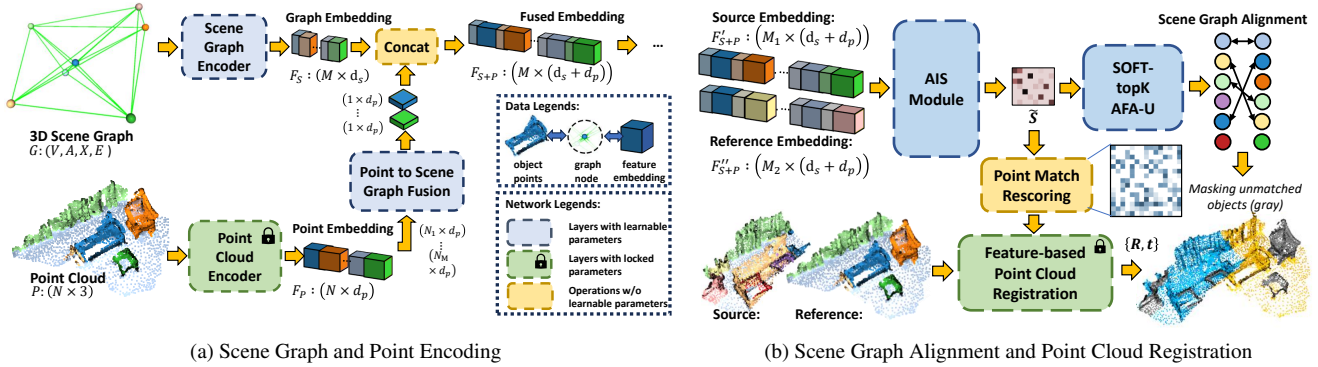 Scene
Graph
Encoder
Graph Embedding
F_S : (M × d_s)
Concat
Fused Embedding
F_{S+P} : (M × (d_s + d_p))
...
3D Scene Graph
G: (V, A, X, E )
(1 × d_p)
⋮
(1 × d_p)
Point to Scene
Graph Fusion
Point Cloud
P: (N × 3)
Point
Cloud
Encoder
Point Embedding
F_P : (N × d_p)
(N_1 × d_p)
⋮
(N_M
× d_p)
Data Legends:
object
points
graph
node
feature
embedding
Network Legends:
Layers with learnable
parameters
Layers with locked
parameters
Operations w/o
learnable parameters
(a) Scene Graph and Point Encoding
Source Embedding:
F'_{S+P} : (M_1 × (d_s + d_p))
Reference Embedding:
F''_{S+P} : (M_2 × (d_s + d_p))
AIS
Module
S̃
SOFT-
topK
AFA-U
Scene Graph Alignment
Point Match
Rescoring
Masking unmatched
objects (gray)
Source:
Reference:
Feature-based
Point Cloud
Registration
{R, t}
(b) Scene Graph Alignment and Point Cloud Registration